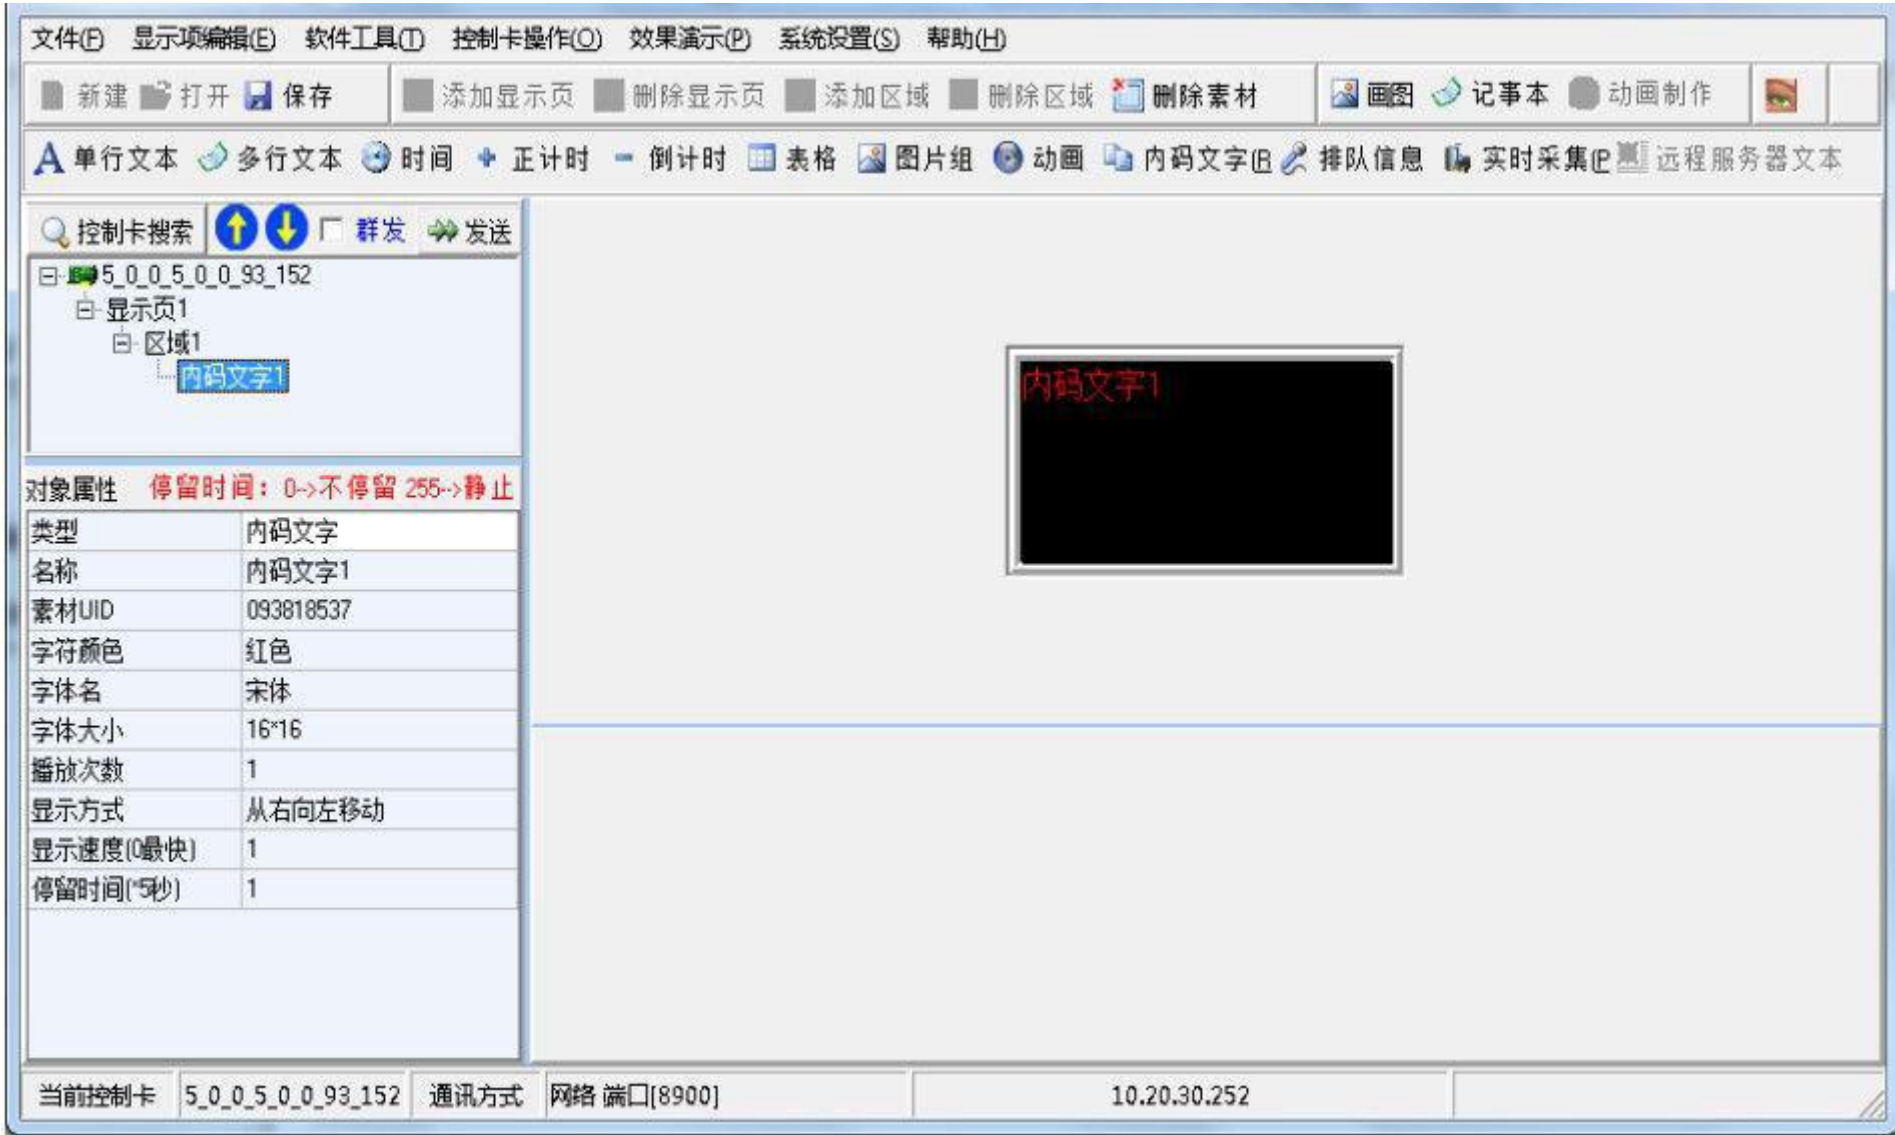 文件(F) 显示项编辑(E) 软件工具(T) 控制卡操作(O) 效果演示(P) 系统设置(S) 帮助(H)
新建 打开 保存 添加显示页 删除显示页 添加区域 删除区域 删除素材 画图 记事本 动画制作
A 单行文本 多行文本 时间 正计时 倒计时 表格 图片组 动画 内码文字(R 排队信息 实时采集(P 远程服务器文本
控制卡搜索 群发 发送
5_0_0_5_0_0_93_152
显示页1
区域1
内码文字1
内码文字1
对象属性 停留时间：0->不停留 255-->静止
类型 内码文字
名称 内码文字1
素材UID 093818537
字符颜色 红色
字体名 宋体
字体大小 16*16
播放次数 1
显示方式 从右向左移动
显示速度(0最快) 1
停留时间(*5秒) 1
当前控制卡 5_0_0_5_0_0_93_152 通讯方式 网络 端口[8900] 10.20.30.252